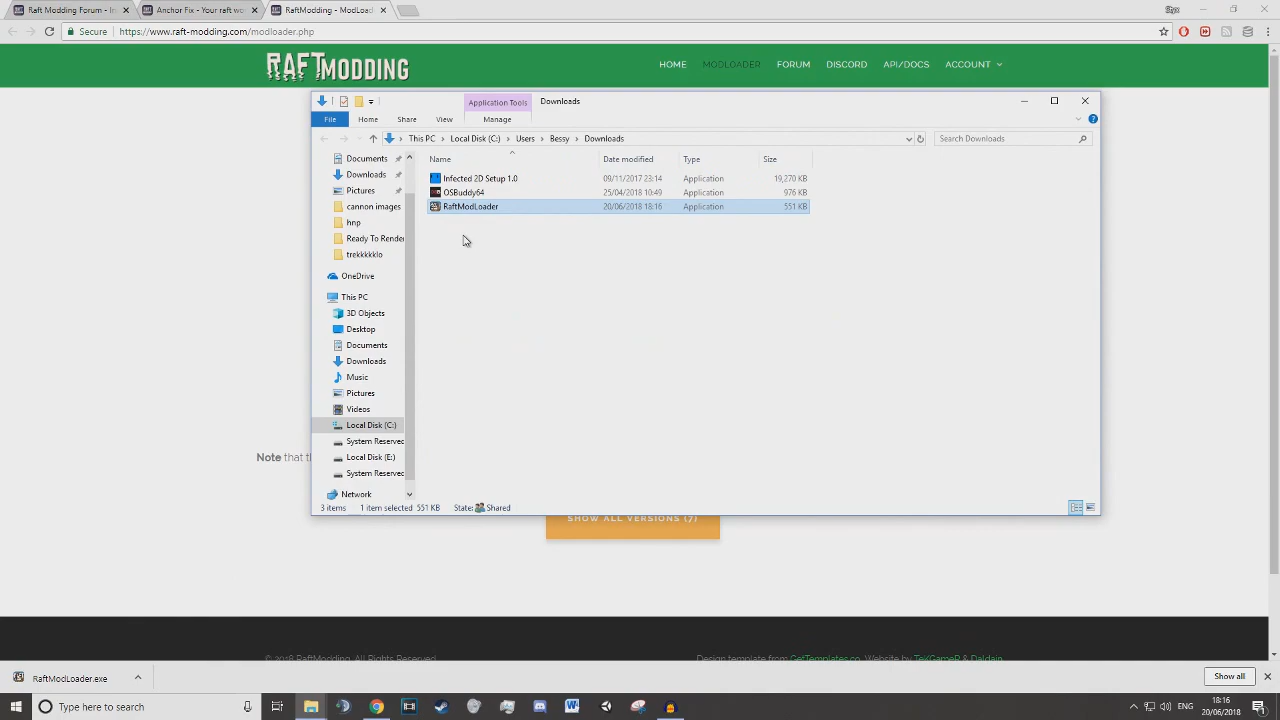 Raft Modding Forum - In
Anchor Fix - Your raft wo
RaftModding - ModLoad
Secure
https://www.raft-modding.com/modloader.php
RAFTMODDING
HOME
MODLOADER
FORUM
DISCORD
API/DOCS
ACCOUNT
Application Tools
Downloads
File
Home
Share
View
Manage
This PC
Local Disk (C:)
Users
Bessy
Downloads
Search Downloads
Name
Date modified
Type
Size
Documents
Downloads
Pictures
cannon images
hnp
Ready To Render
trekkkkklo
OneDrive
This PC
3D Objects
Desktop
Documents
Downloads
Music
Pictures
Videos
Local Disk (C:)
System Reserved
Local Disk (E:)
System Reserved
Network
Infected 2D Setup 1.0 09/11/2017 23:14 Application 19,270 KB
OSBuddy64 25/04/2018 10:49 Application 976 KB
RaftModLoader 20/06/2018 18:16 Application 551 KB
3 items 1 item selected 551 KB State: Shared
Note that th
SHOW ALL VERSIONS (7)
© 2018 RaftModding. All Rights Reserved.
Design template from GetTemplates.co. Website by TeKGameR & Daldain
RaftModLoader.exe
Show all
Type here to search
ENG
18:16
20/06/2018
1